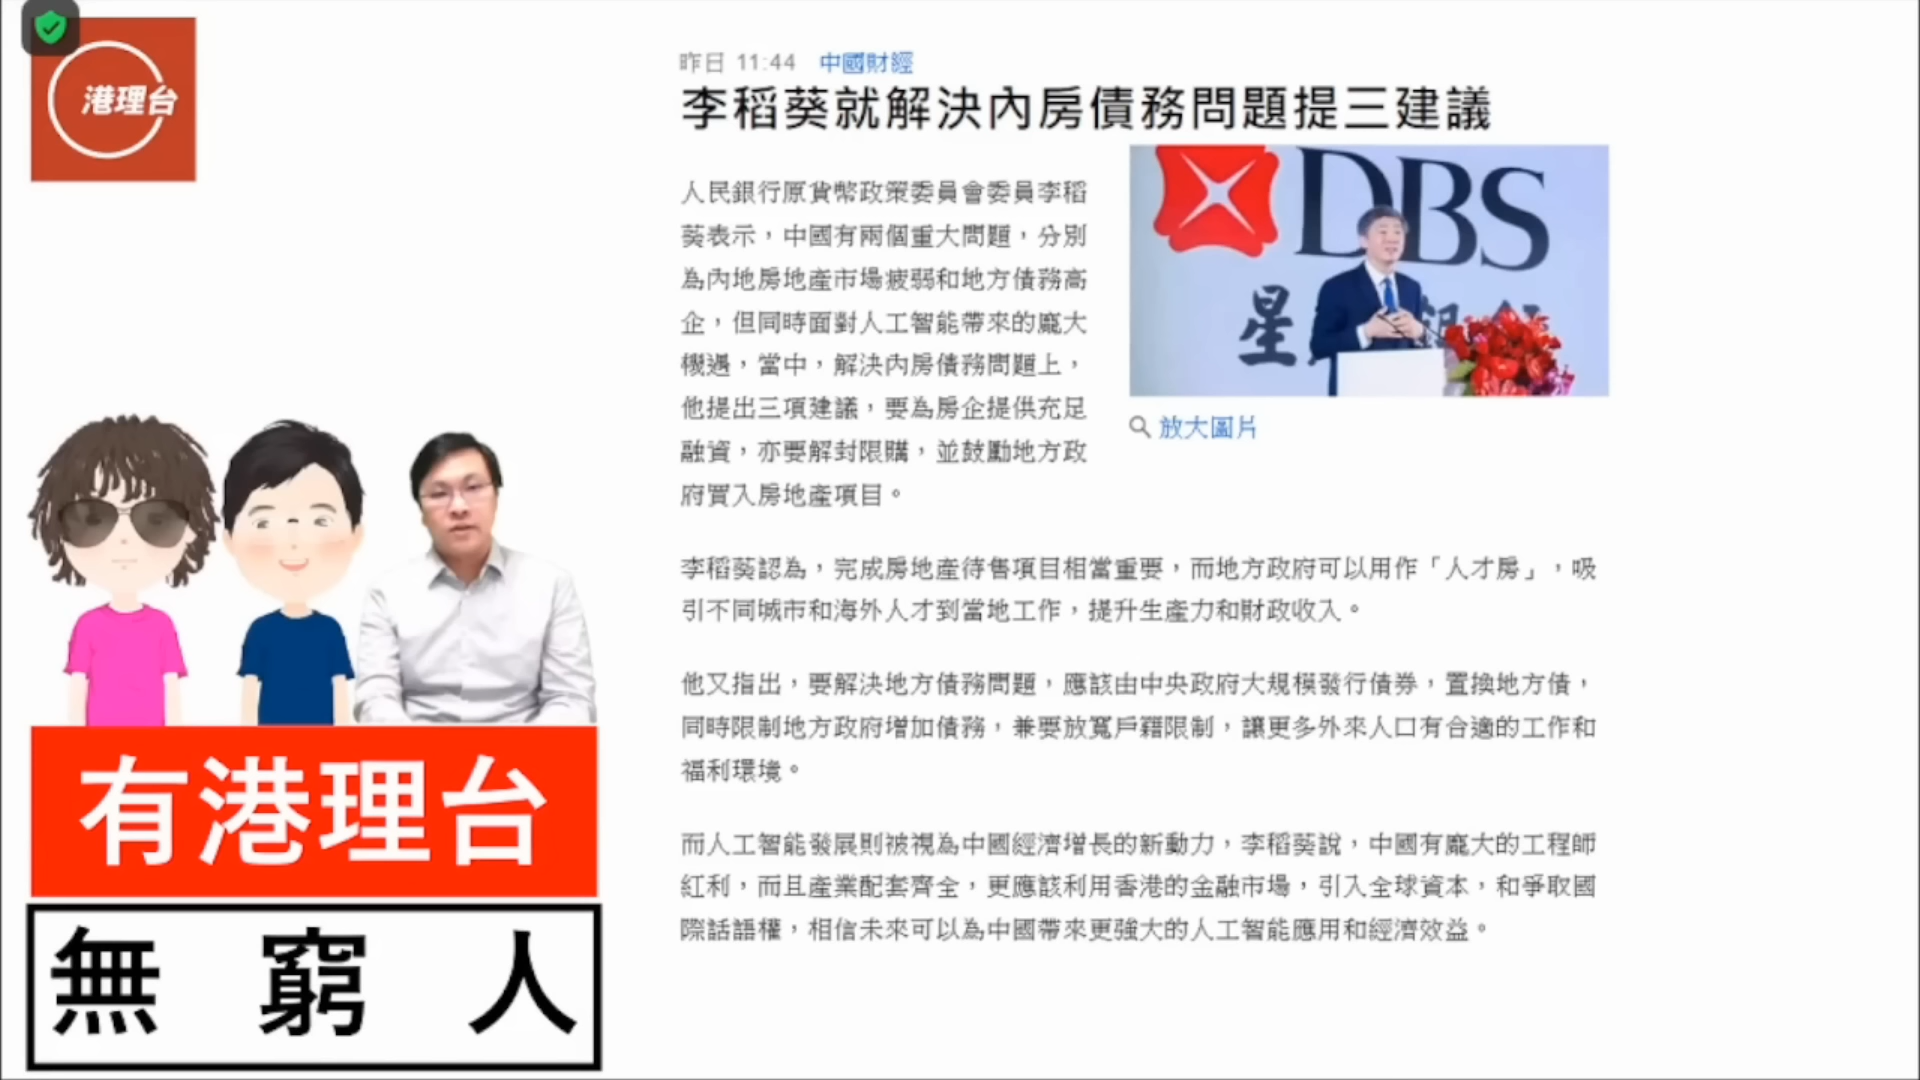 港理台
昨日 11:44 中國財經
李稻葵就解決內房債務問題提三建議
人民銀行原貨幣政策委員會委員李稻
葵表示，中國有兩個重大問題，分別
為內地房地產市場疲弱和地方債務高
企，但同時面對人工智能帶來的龐大
機遇，當中，解決內房債務問題上，
他提出三項建議，要為房企提供充足
融資，亦要解封限購，並鼓勵地方政
府買入房地產項目。
DBS
星
銀
放大圖片
李稻葵認為，完成房地產待售項目相當重要，而地方政府可以用作「人才房」，吸
引不同城市和海外人才到當地工作，提升生產力和財政收入。
他又指出，要解決地方債務問題，應該由中央政府大規模發行債券，置換地方債，
同時限制地方政府增加債務，兼要放寬戶籍限制，讓更多外來人口有合適的工作和
福利環境。
而人工智能發展則被視為中國經濟增長的新動力，李稻葵說，中國有龐大的工程師
紅利，而且產業配套齊全，更應該利用香港的金融市場，引入全球資本，和爭取國
際話語權，相信未來可以為中國帶來更強大的人工智能應用和經濟效益。
有港理台
無窮人